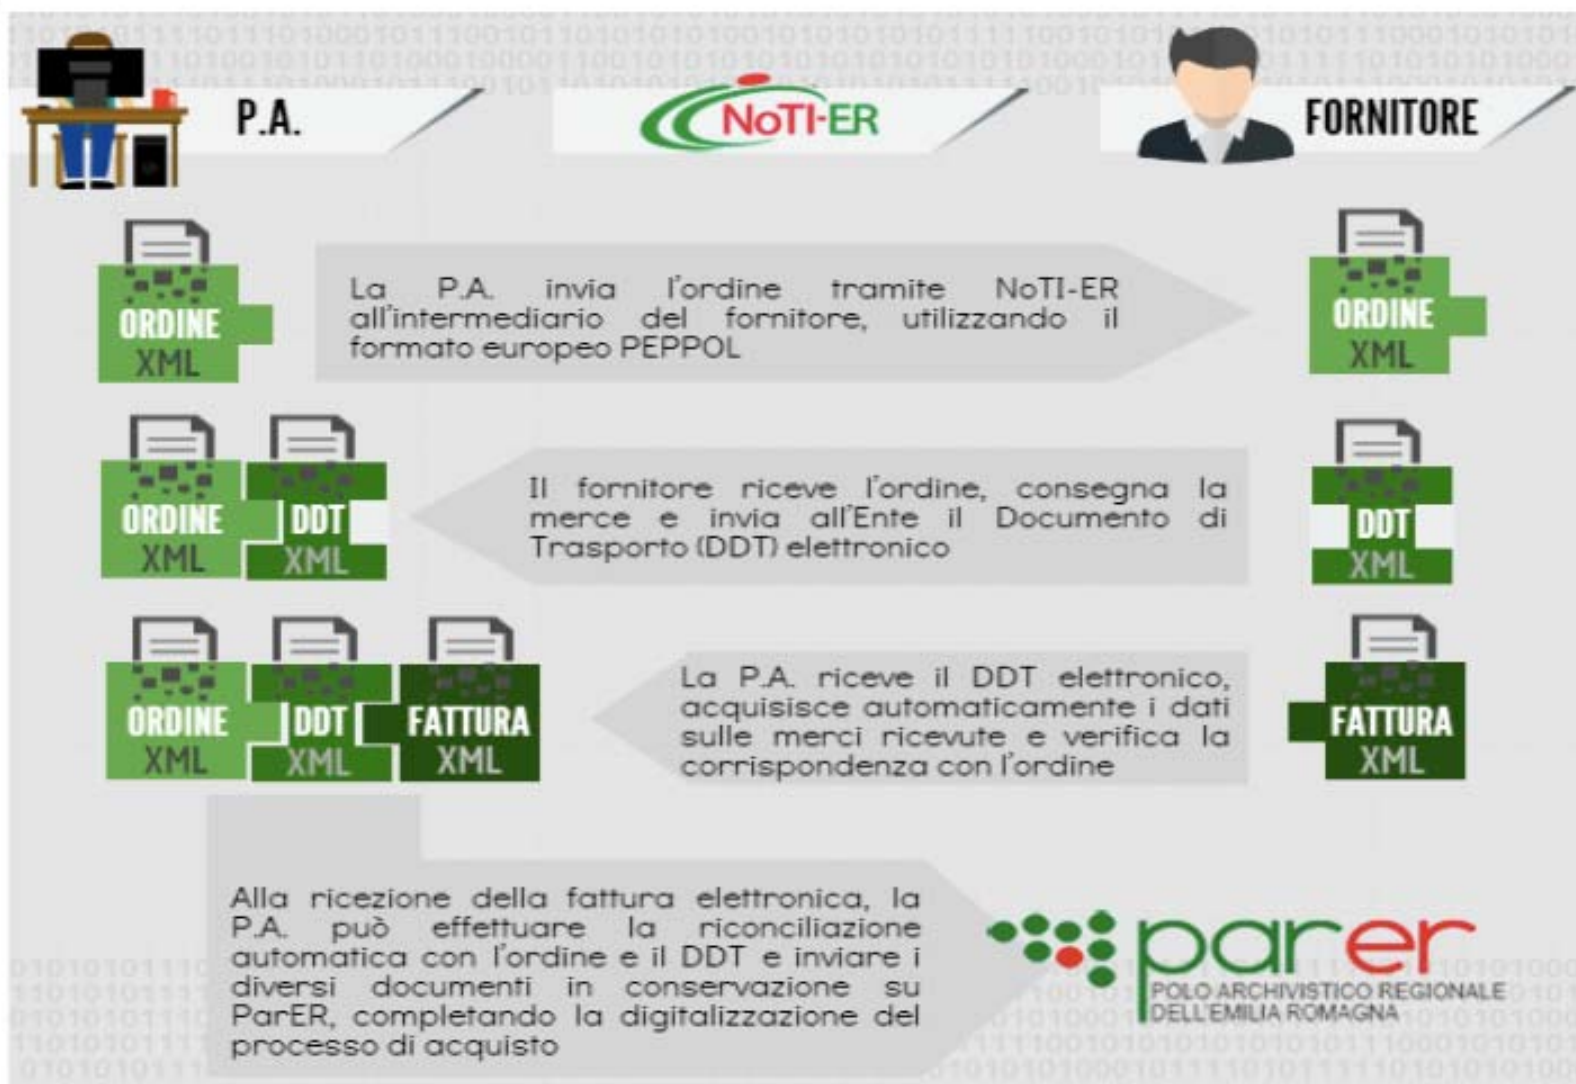 P.A.
NoTI-ER
FORNITORE
ORDINE
XML
La P.A. invia l'ordine tramite NoTI-ER
all'intermediario del fornitore, utilizzando il
formato europeo PEPPOL
ORDINE
XML
ORDINE
XML
DDT
XML
Il fornitore riceve l'ordine, consegna la
merce e invia all'Ente il Documento di
Trasporto (DDT) elettronico
DDT
XML
ORDINE
XML
DDT
XML
FATTURA
XML
La P.A. riceve il DDT elettronico,
acquisisce automaticamente i dati
sulle merci ricevute e verifica la
corrispondenza con l'ordine
FATTURA
XML
Alla ricezione della fattura elettronica, la
P.A. può effettuare la riconciliazione
automatica con l'ordine e il DDT e inviare i
diversi documenti in conservazione su
ParER, completando la digitalizzazione del
processo di acquisto
parer
POLO ARCHIVISTICO REGIONALE
DELL'EMILIA ROMAGNA